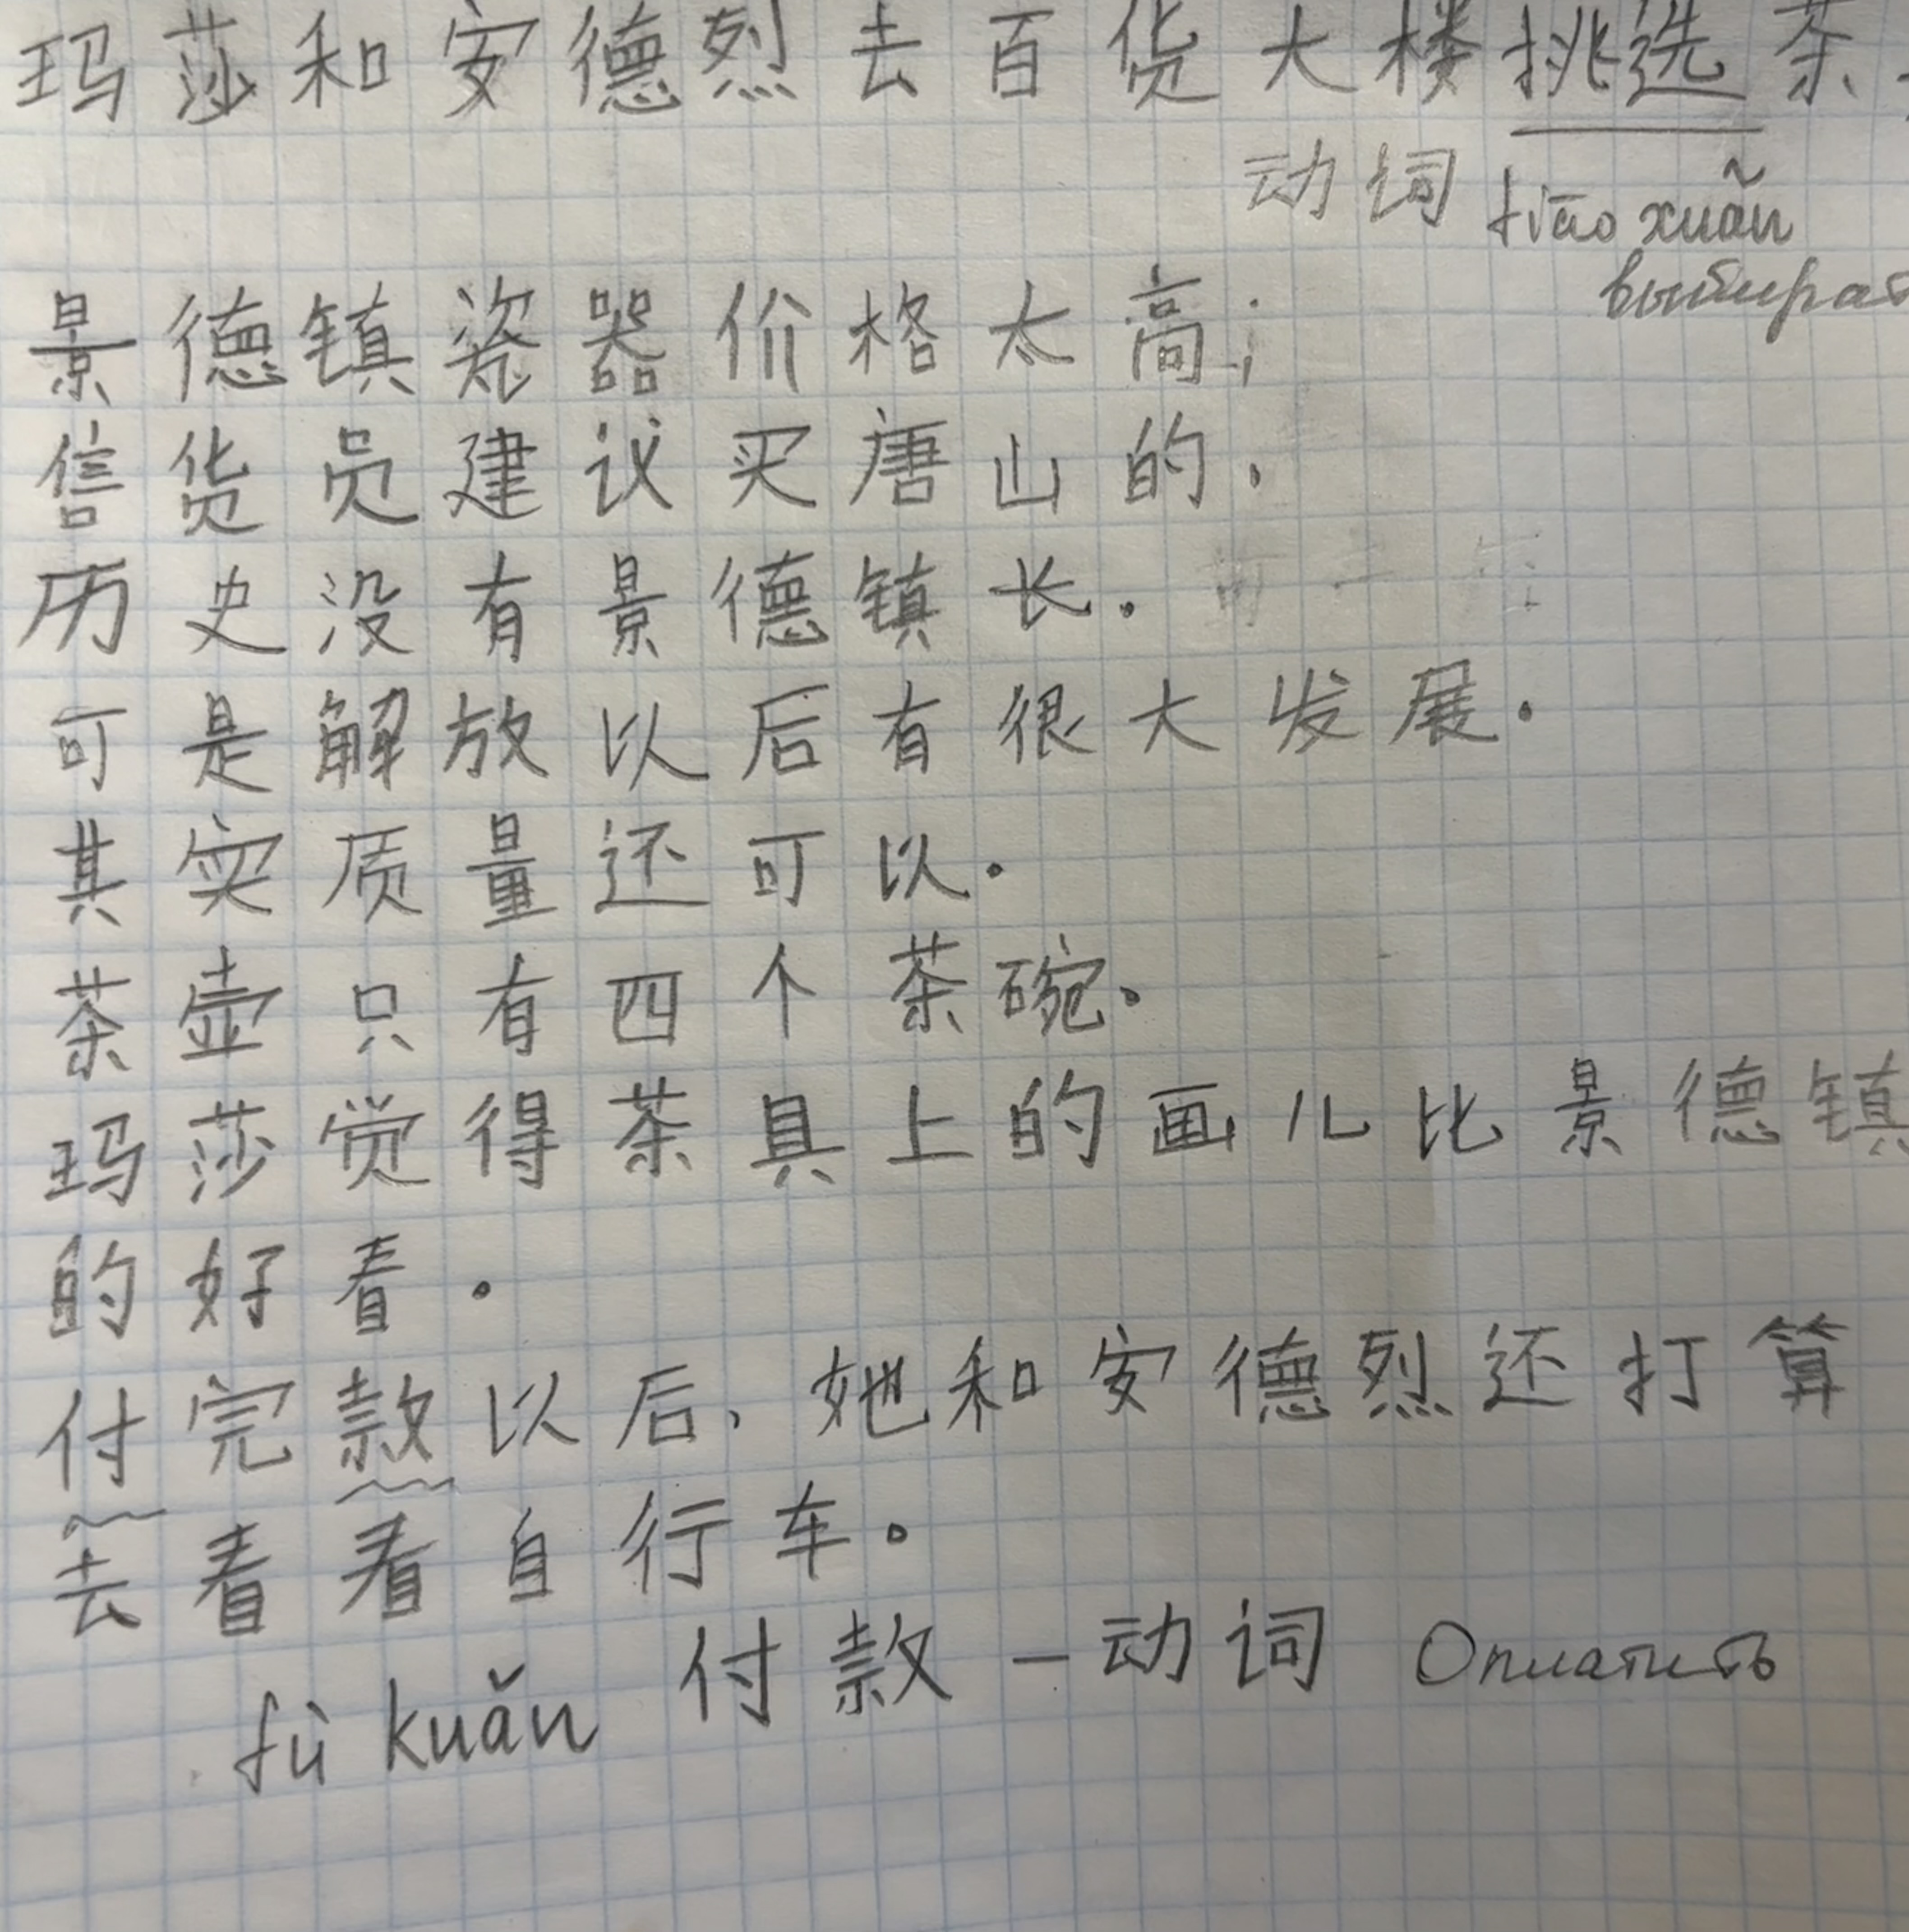 玛莎和安德烈去百货大楼挑选茶
动词 tiāo xuǎn
выбират
景德镇瓷器价格太高；
信货员建议买唐山的，
历史没有景德镇长.
可是解放以后有很大发展.
其实质量还可以.
茶壶只有四个茶碗.
玛莎觉得茶具上的画儿比景德镇
的好看.
付完款以后，她和安德烈还打算
去看看自行车。
付款 — 动词 Оплатить
fù kuǎn